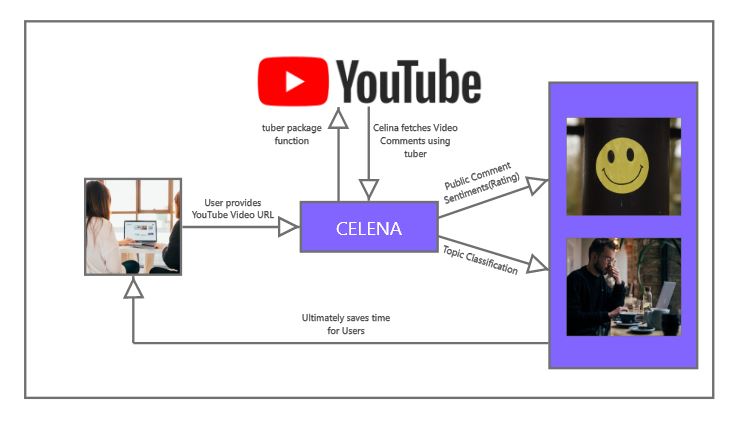 YouTube
tuber package
function
Celina fetches Video
Comments using
tuber
Public Comment
Sentiments(Rating)
User provides
YouTube Video URL
CELENA
Topic Classification
Ultimately saves time
for Users